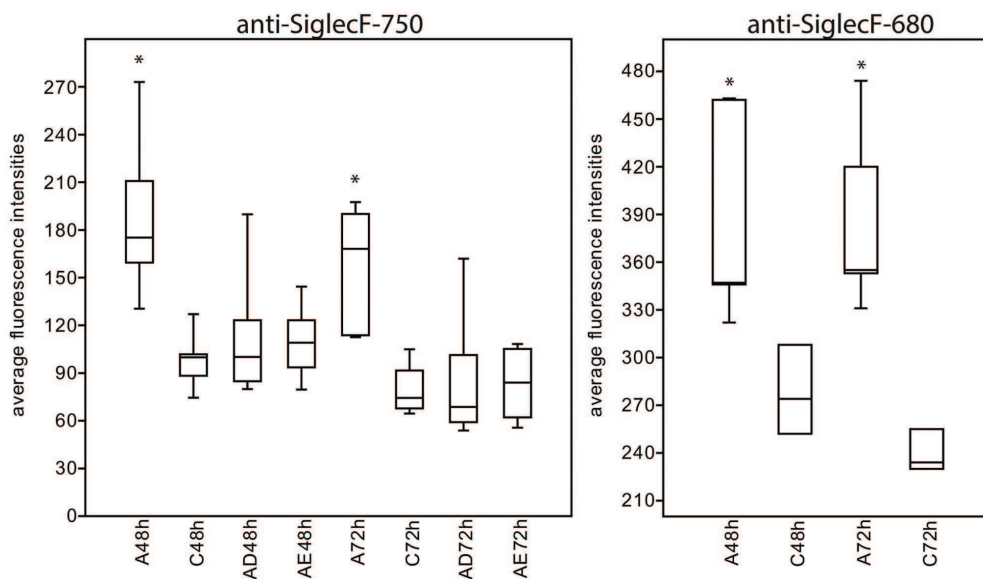 anti-SiglecF-750
average fluorescence intensities
270
240
210
180
150
120
90
60
30
0
*
*
A48h
C48h
AD48h
AE48h
A72h
C72h
AD72h
AE72h
anti-SiglecF-680
average fluorescence intensities
480
450
420
390
360
330
300
270
240
210
*
*
A48h
C48h
A72h
C72h